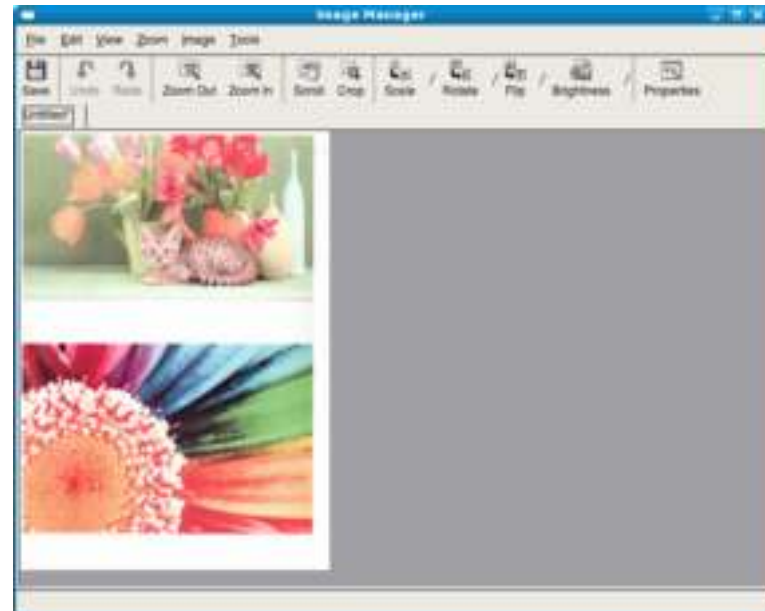 Image Manager
File Edit View Zoom Image Tools
Save Undo Redo Zoom Out Zoom In Scroll Crop Scale / Rotate / Flip / Brightness / Properties
Untitled*